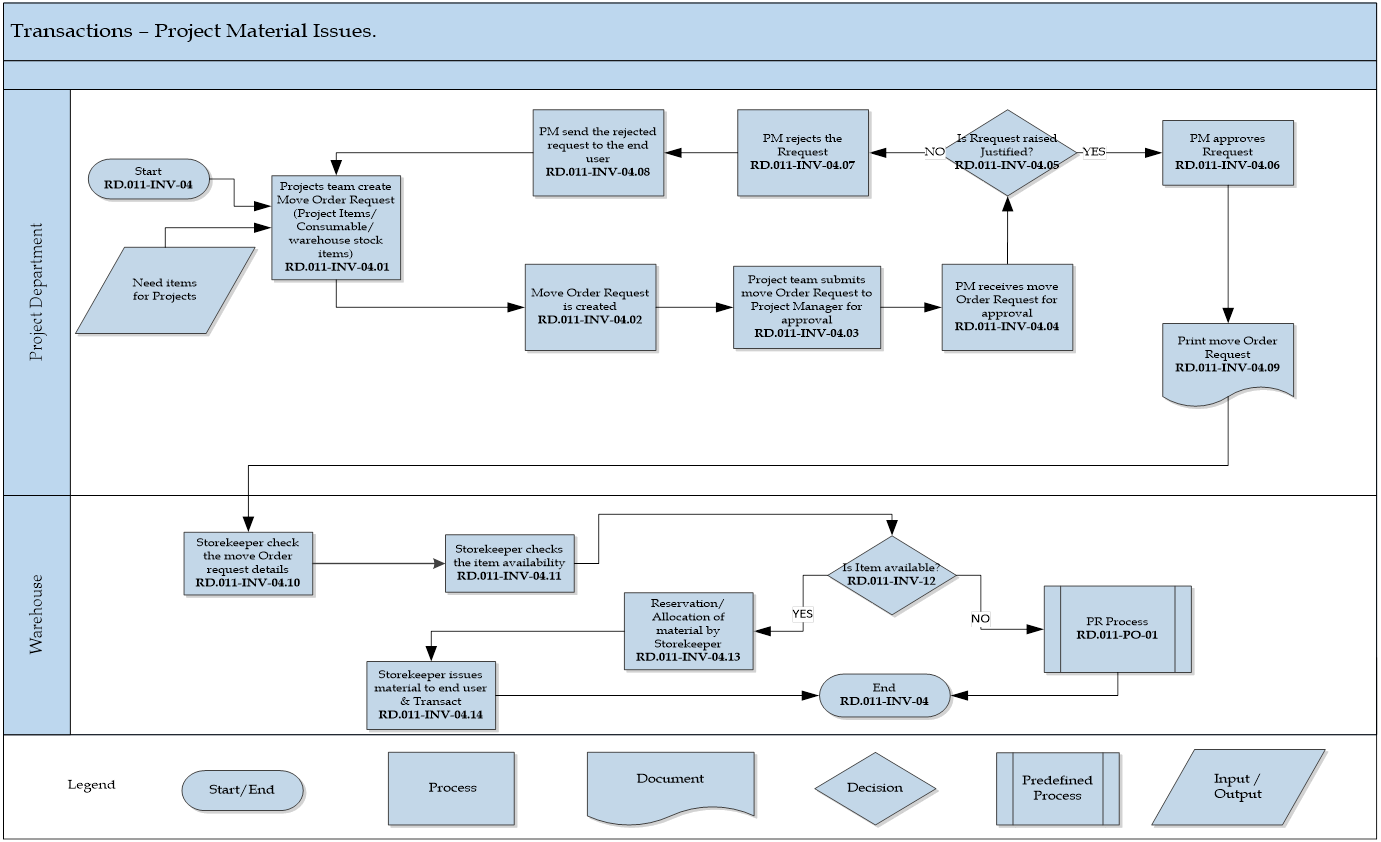 Transactions – Project Material Issues.
Project Department
Start
RD.011-INV-04
Need items
for Projects
Projects team create
Move Order Request
(Project Items/
Consumable/
warehouse stock
items)
RD.011-INV-04.01
Move Order Request
is created
RD.011-INV-04.02
Project team submits
move Order Request to
Project Manager for
approval
RD.011-INV-04.03
PM receives move
Order Request for
approval
RD.011-INV-04.04
Is Rrequest raised
Justified?
RD.011-INV-04.05
NO
YES
PM rejects the
Rrequest
RD.011-INV-04.07
PM send the rejected
request to the end
user
RD.011-INV-04.08
PM approves
Rrequest
RD.011-INV-04.06
Print move Order
Request
RD.011-INV-04.09
Warehouse
Storekeeper check
the move Order
request details
RD.011-INV-04.10
Storekeeper checks
the item availability
RD.011-INV-04.11
Is Item available?
RD.011-INV-12
YES
NO
Reservation/
Allocation of
material by
Storekeeper
RD.011-INV-04.13
PR Process
RD.011-PO-01
Storekeeper issues
material to end user
& Transact
RD.011-INV-04.14
End
RD.011-INV-04
Legend
Start/End
Process
Document
Decision
Predefined
Process
Input /
Output